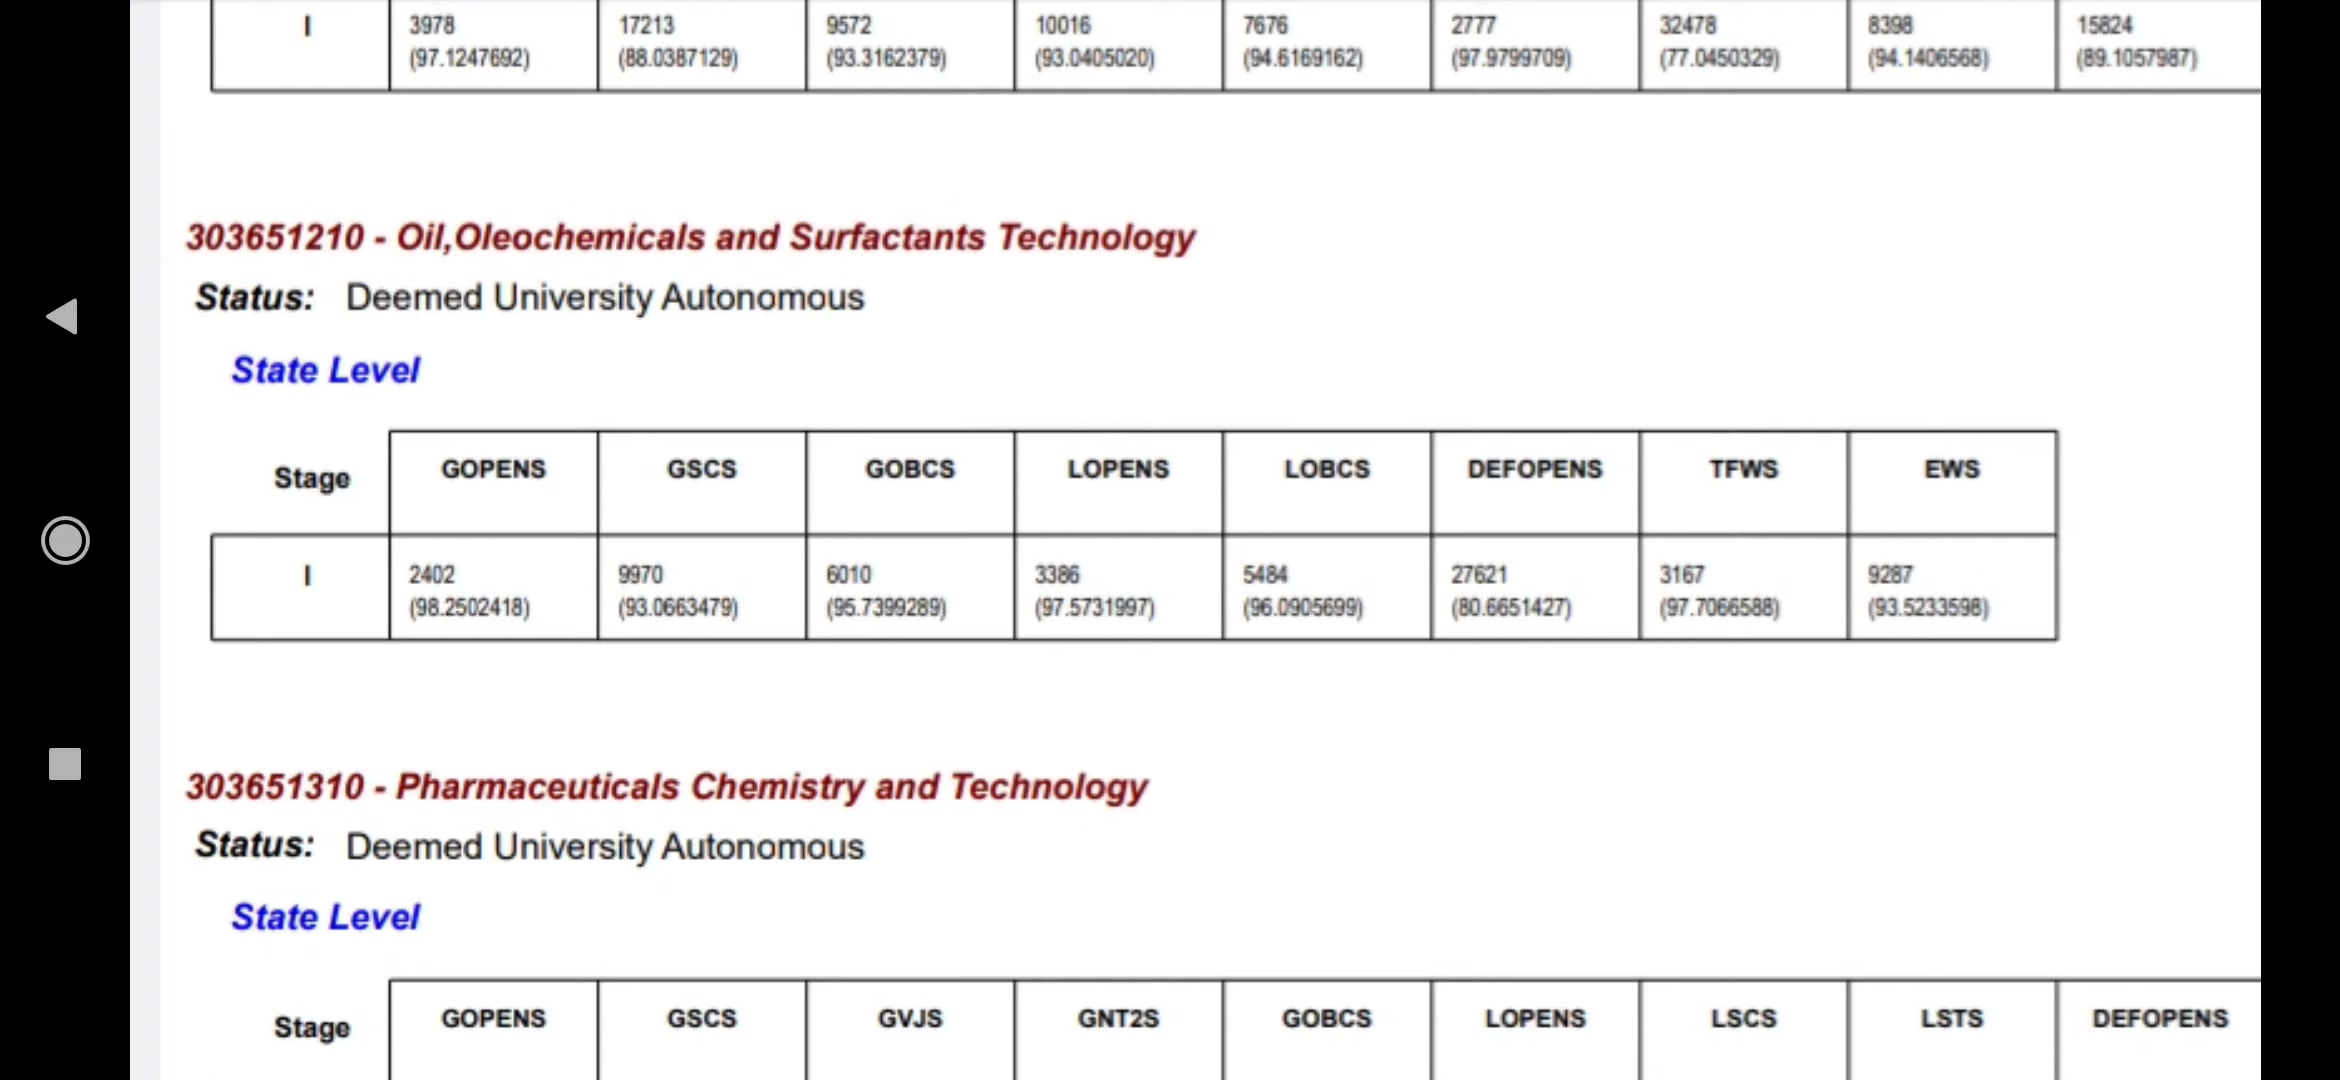 I 3978 17213 9572 10016 7676 2777 32478 8398 15824
(97.1247692) (88.0387129) (93.3162379) (93.0405020) (94.6169162) (97.9799709) (77.0450329) (94.1406568) (89.1057987)
303651210 - Oil,Oleochemicals and Surfactants Technology
Status: Deemed University Autonomous
State Level
Stage GOPENS GSCS GOBCS LOPENS LOBCS DEFOPENS TFWS EWS
I 2402 9970 6010 3386 5484 27621 3167 9287
(98.2502418) (93.0663479) (95.7399289) (97.5731997) (96.0905699) (80.6651427) (97.7066588) (93.5233598)
303651310 - Pharmaceuticals Chemistry and Technology
Status: Deemed University Autonomous
State Level
Stage GOPENS GSCS GVJS GNT2S GOBCS LOPENS LSCS LSTS DEFOPENS